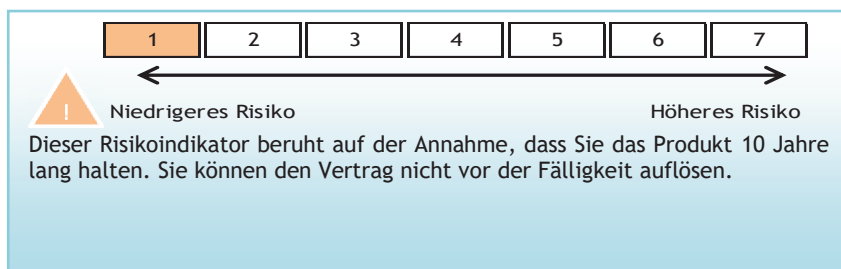 1 2 3 4 5 6 7
!
Niedrigeres Risiko Höheres Risiko
Dieser Risikoindikator beruht auf der Annahme, dass Sie das Produkt 10 Jahre
lang halten. Sie können den Vertrag nicht vor der Fälligkeit auflösen.